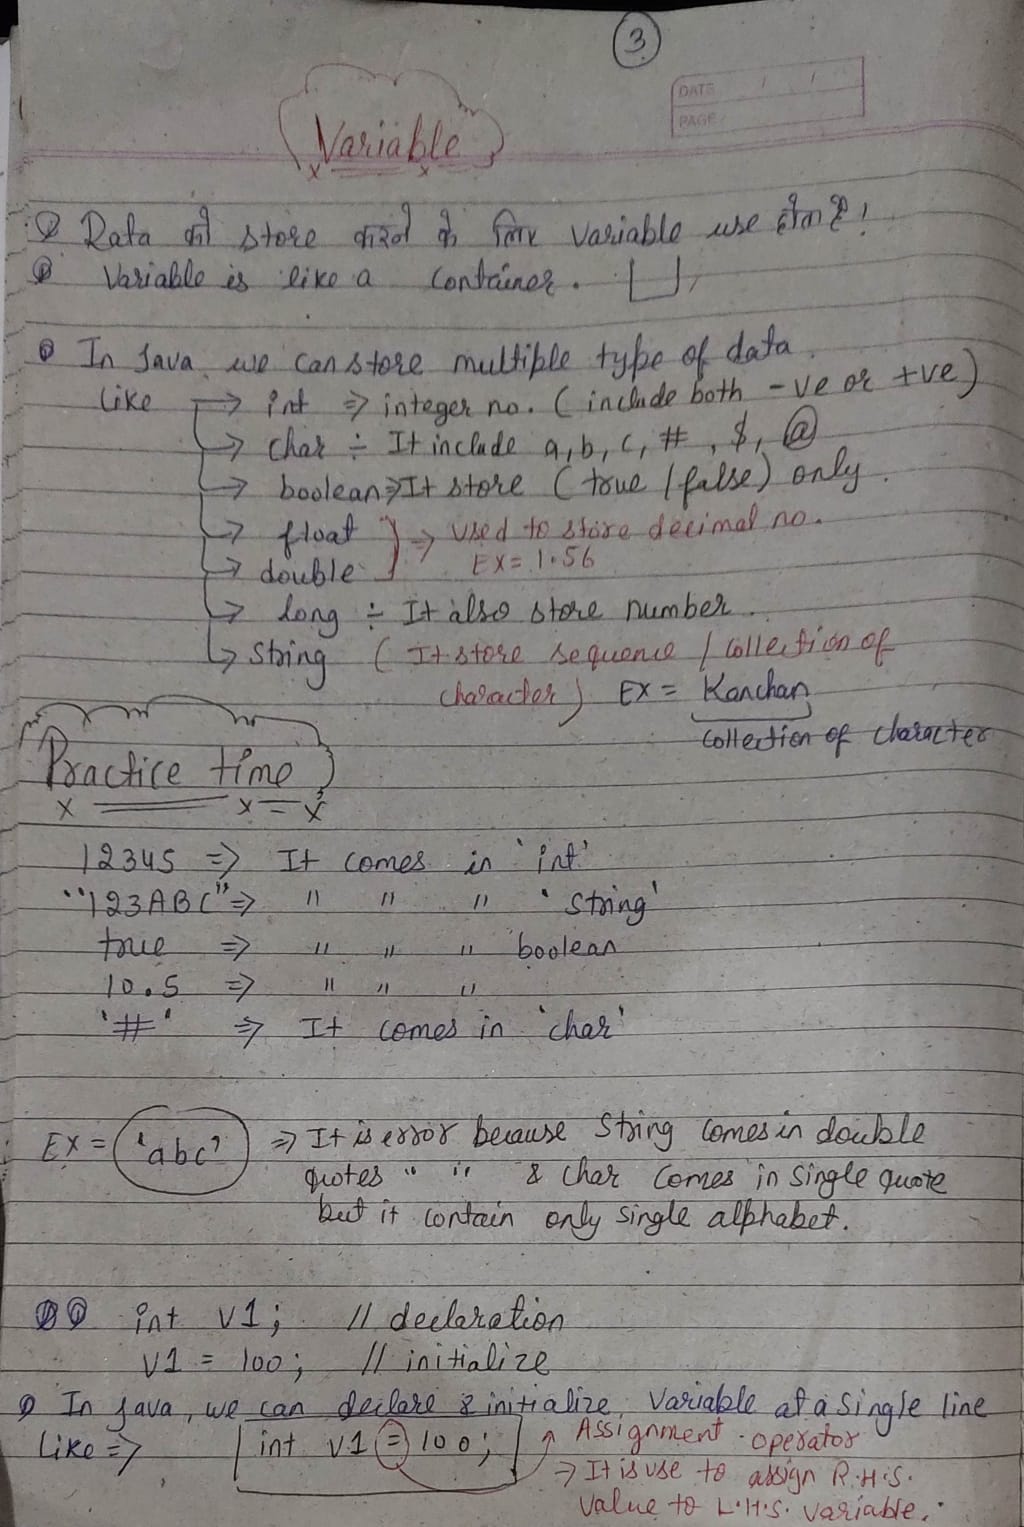 3
DATE / /
PAGE
Variable
Data को store करने के लिए variable use होता है!
Variable is like a container.
In Java we can store multiple type of data.
like → int ⇒ integer no. (include both -ve or +ve)
→ char ÷ It include a, b, c, #, $, @
→ boolean ⇒ It store (true / false) only.
→ float } ⇒ used to store decimal no.
→ double EX = 1.56
→ long ÷ It also store number.
→ String ( It store sequence / collection of
character) EX = Kanchan
collection of character
Practice time
12345 ⇒ It comes in 'int'
"123ABC" ⇒ " " " 'String'
true ⇒ " " " boolean
10.5 ⇒ " " "
'#' ⇒ It comes in 'char'
EX = 'abc' ⇒ It is error because String comes in double
quotes " " & char comes in single quote
but it contain only single alphabet.
int v1; // declaration
v1 = 100; // initialize
In java, we can declare & initialize variable at a single line
like ⇒ int v1 = 100; Assignment operator
→ It is use to assign R.H.S.
value to L.H.S. variable.